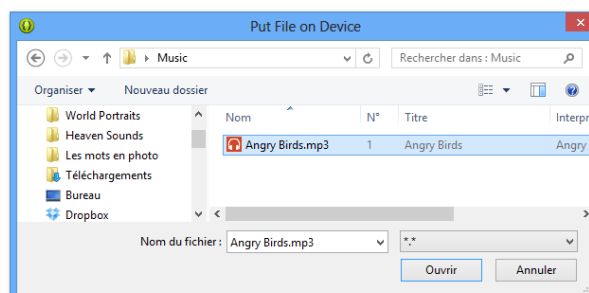 Put File on Device
Music
Rechercher dans : Music
Organiser
Nouveau dossier
World Portraits
Heaven Sounds
Les mots en photo
Téléchargements
Bureau
Dropbox
Nom N° Titre Interpr
Angry Birds.mp3 1 Angry Birds Angry
Nom du fichier : Angry Birds.mp3 *.*
Ouvrir Annuler